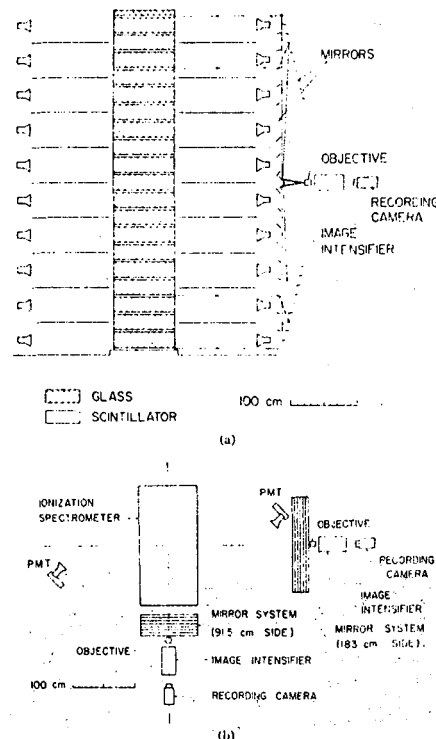 MIRRORS
OBJECTIVE
RECORDING
CAMERA
IMAGE
INTENSIFIER
GLASS
SCINTILLATOR
100 cm
(a)
IONIZATION
SPECTROMETER
PMT
PMT
OBJECTIVE
RECORDING
CAMERA
IMAGE
INTENSIFIER
MIRROR SYSTEM
(91.5 cm SIDE)
MIRROR SYSTEM
(183 cm SIDE)
OBJECTIVE
IMAGE INTENSIFIER
100 cm
RECORDING CAMERA
(b)